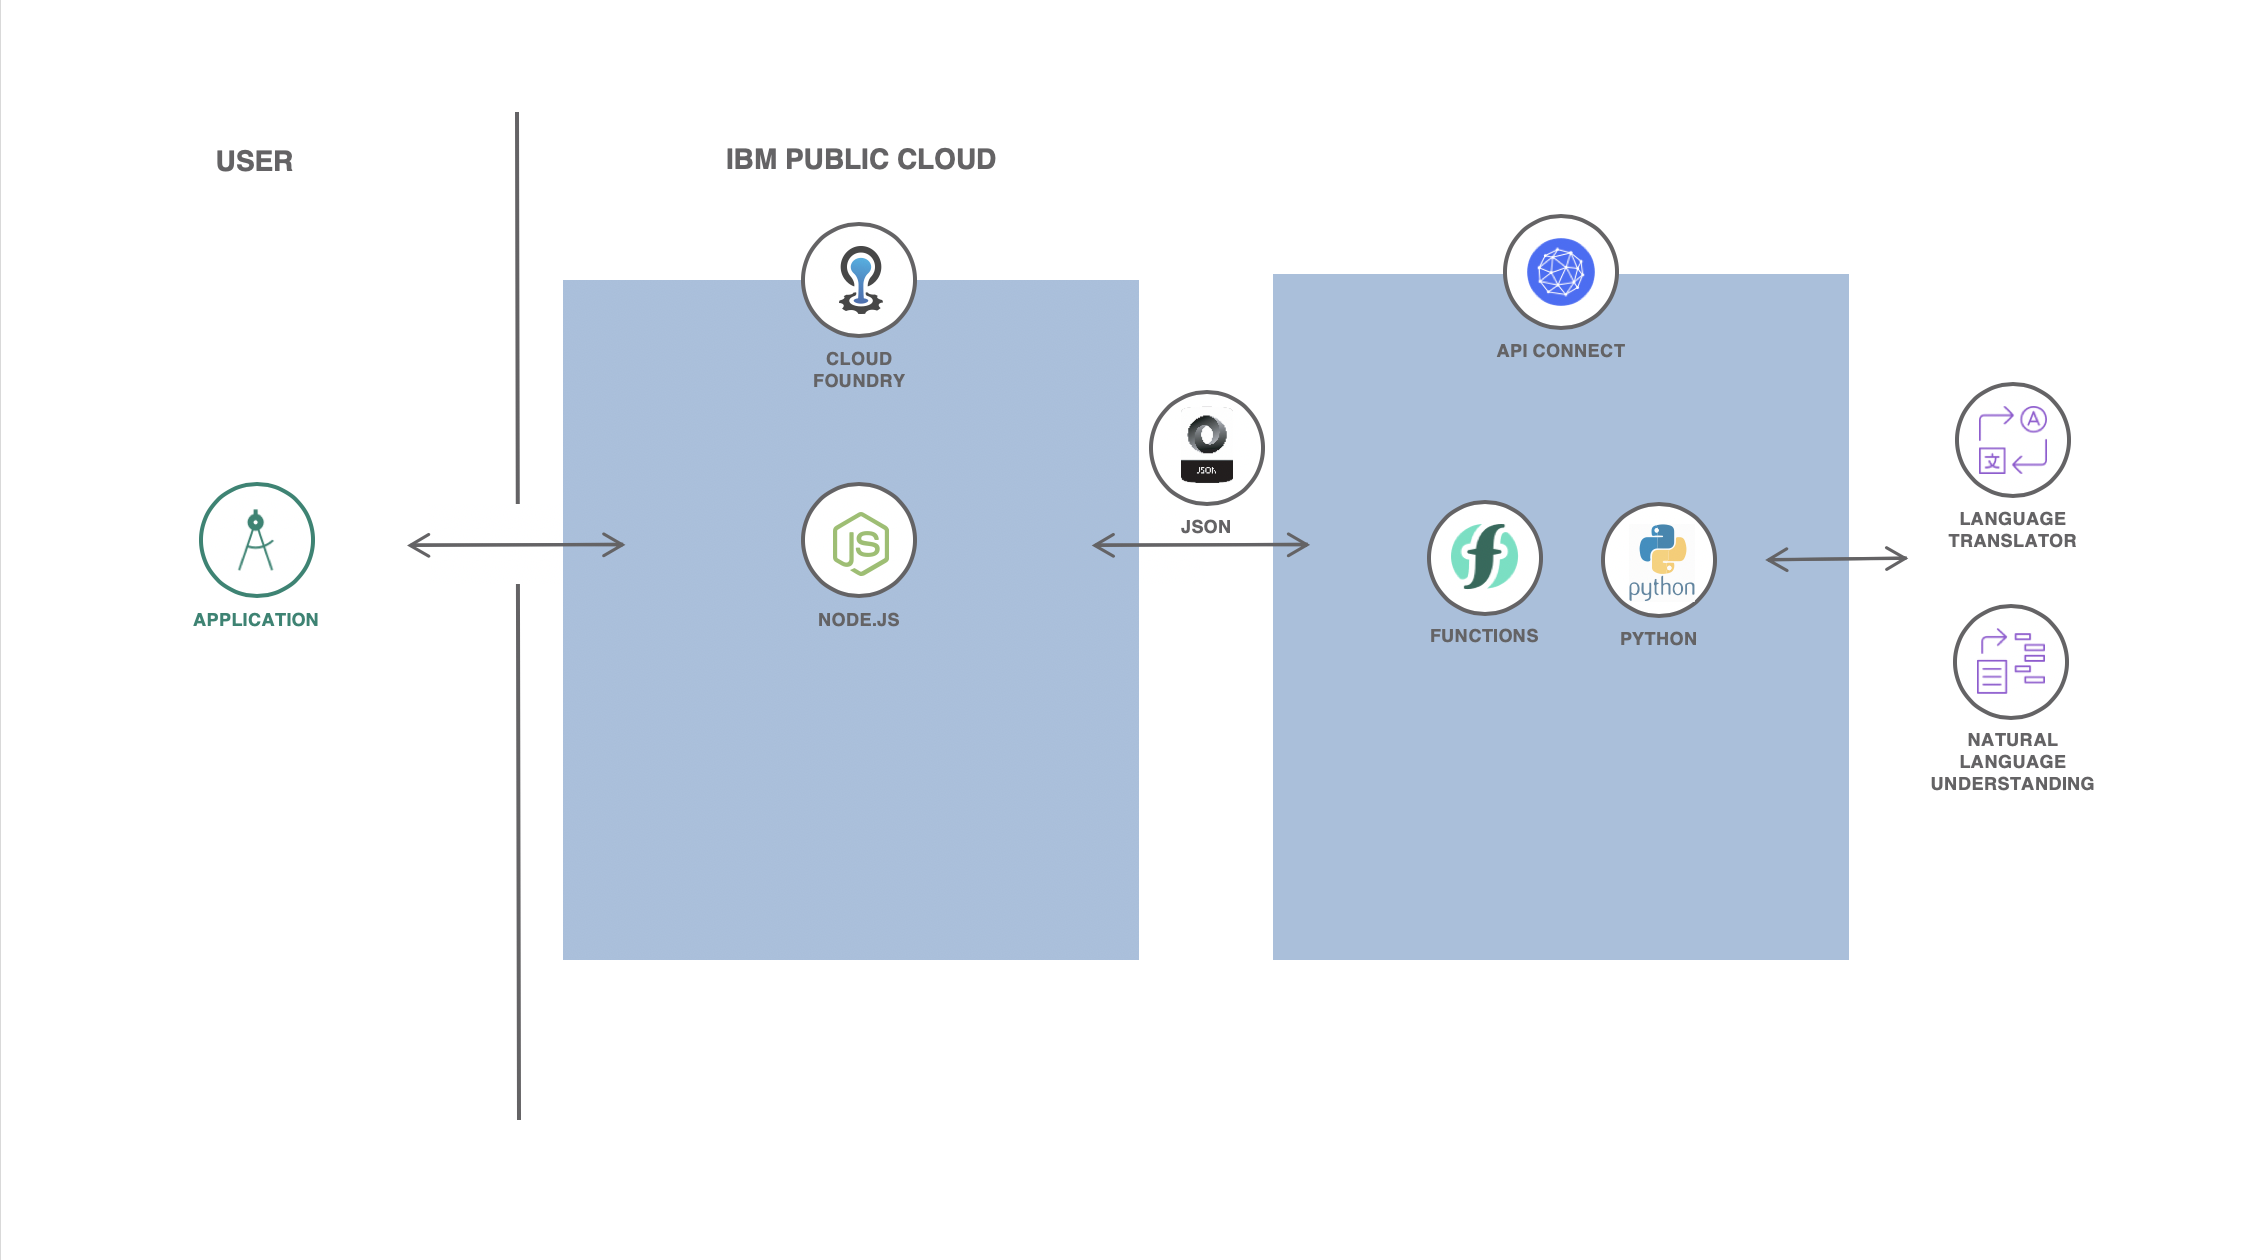 USER
IBM PUBLIC CLOUD
CLOUD
FOUNDRY
API CONNECT
JSON
JSON
LANGUAGE
TRANSLATOR
A
文
APPLICATION
JS
NODE.JS
FUNCTIONS
python
PYTHON
NATURAL
LANGUAGE
UNDERSTANDING